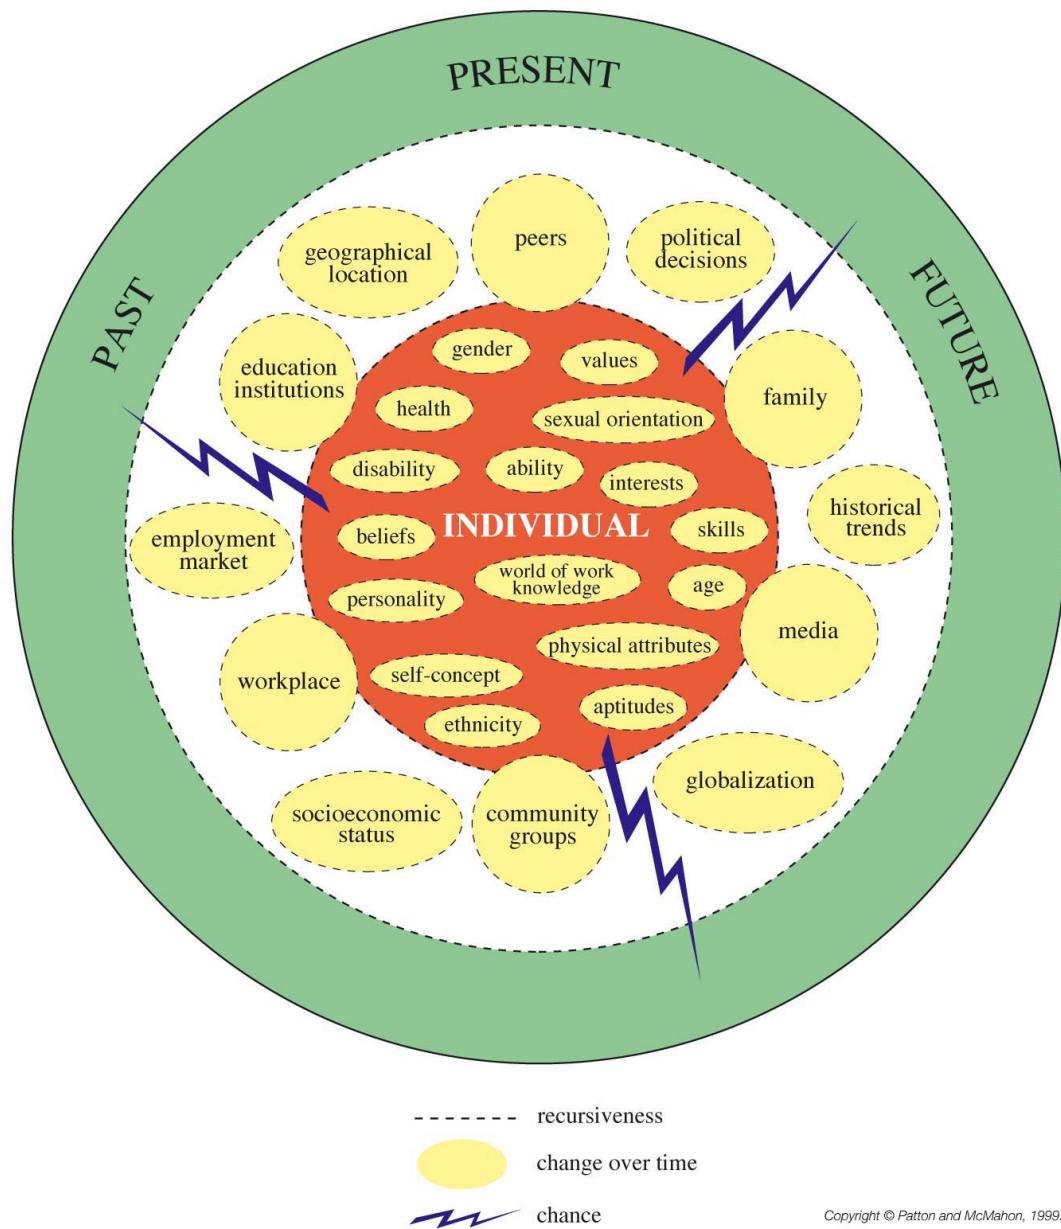 PRESENT
PAST
FUTURE
peers
geographical
location
political
decisions
education
institutions
family
gender
values
health
sexual orientation
disability
ability
interests
historical
trends
employment
market
beliefs
INDIVIDUAL
skills
world of work
knowledge
age
personality
media
workplace
physical attributes
self-concept
aptitudes
ethnicity
globalization
socioeconomic
status
community
groups
recursiveness
change over time
chance
Copyright © Patton and McMahon, 1999.